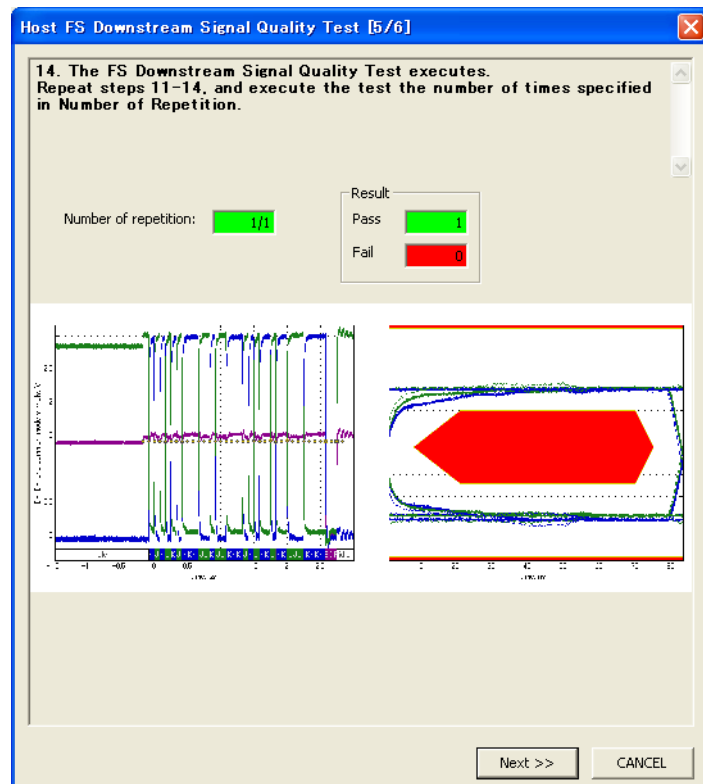 Host FS Downstream Signal Quality Test [5/6]
14. The FS Downstream Signal Quality Test executes.
Repeat steps 11-14, and execute the test the number of times specified
in Number of Repetition.
Result
Number of repetition: 1/1 Pass 1
Fail 0
Next >> CANCEL